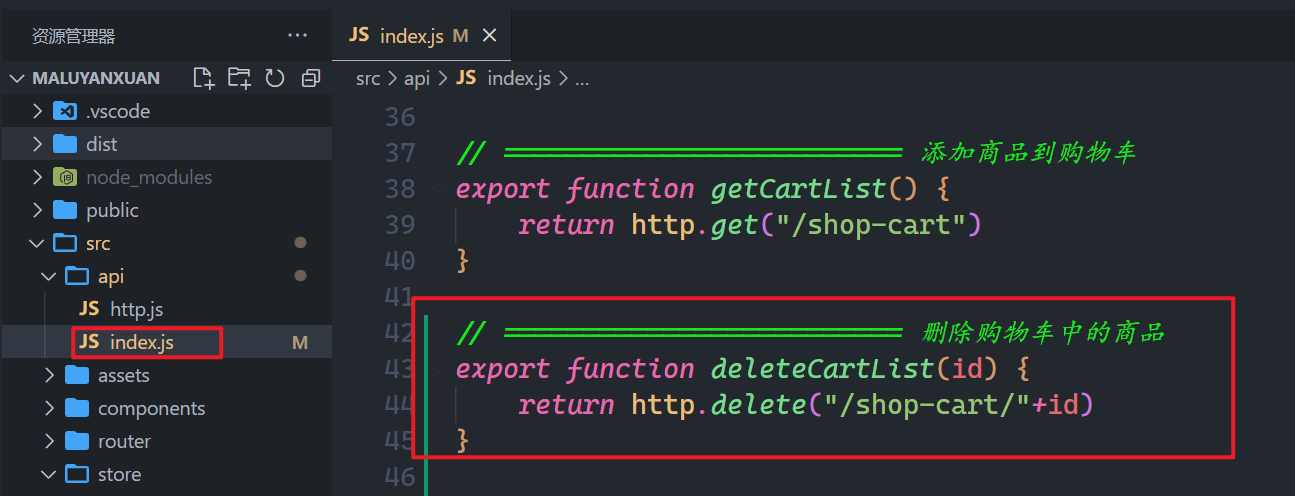 资源管理器
···
MALUYANXUAN
.vscode
dist
node_modules
public
src
api
JS http.js
JS index.js M
assets
components
router
store
JS index.js M ×
src > api > JS index.js > ...
36
37 // ============================ 添加商品到购物车
38 export function getCartList() {
39 return http.get("/shop-cart")
40 }
41
42 // ============================ 删除购物车中的商品
43 export function deleteCartList(id) {
44 return http.delete("/shop-cart/"+id)
45 }
46